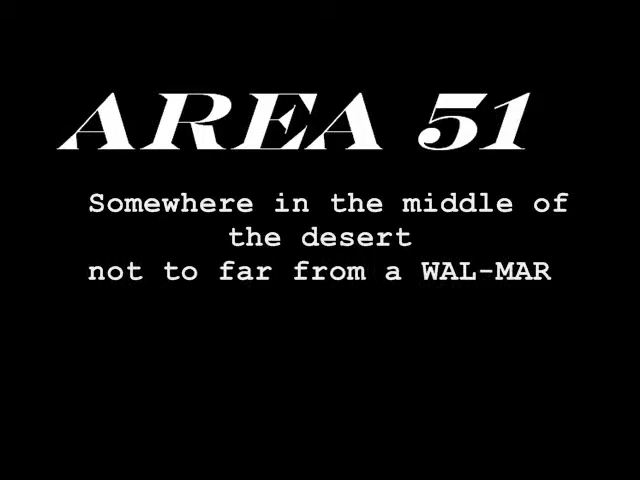 AREA 51
Somewhere in the middle of
the desert
not to far from a WAL-MAR